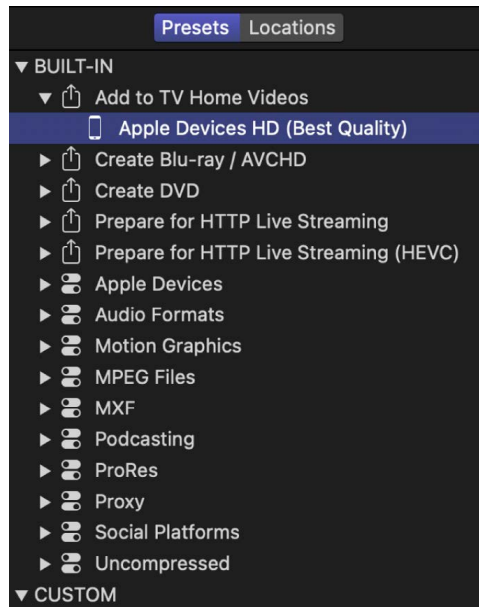 Presets Locations
BUILT-IN
Add to TV Home Videos
Apple Devices HD (Best Quality)
Create Blu-ray / AVCHD
Create DVD
Prepare for HTTP Live Streaming
Prepare for HTTP Live Streaming (HEVC)
Apple Devices
Audio Formats
Motion Graphics
MPEG Files
MXF
Podcasting
ProRes
Proxy
Social Platforms
Uncompressed
CUSTOM